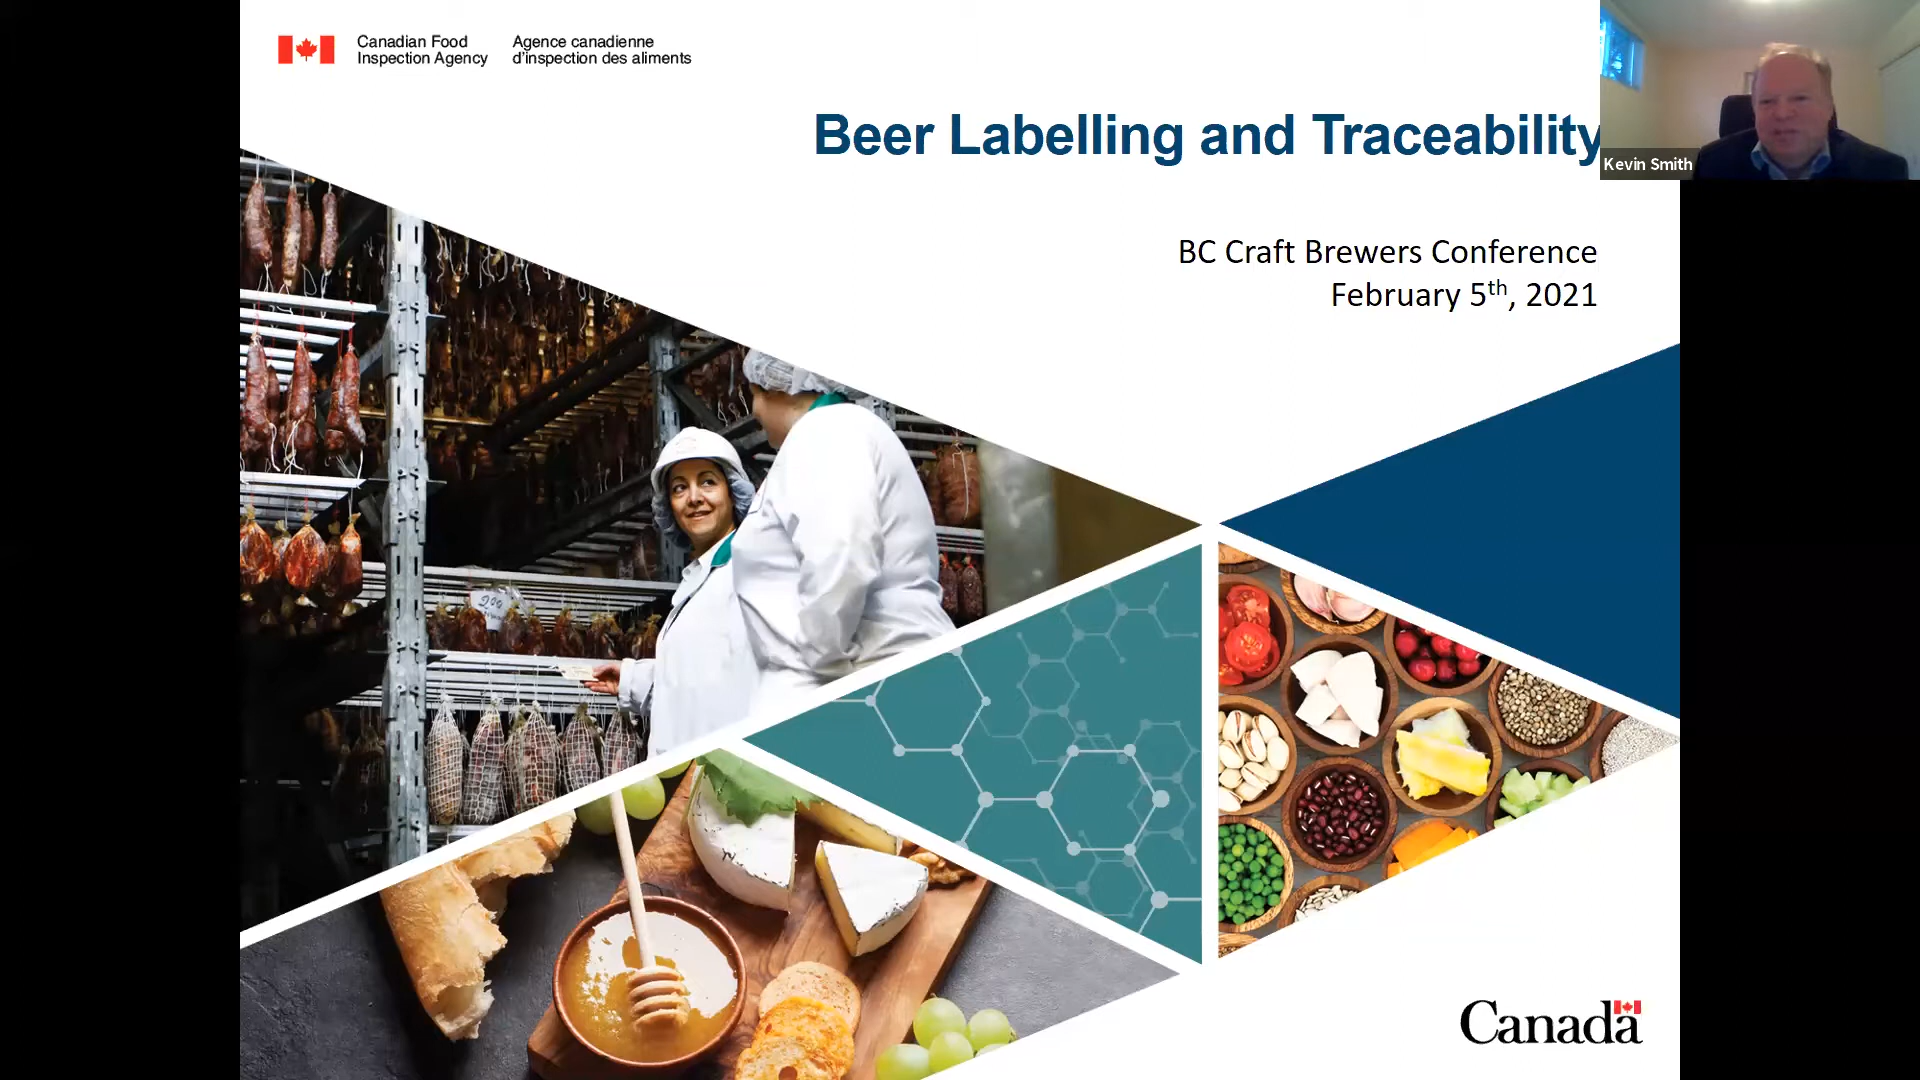 Canadian Food
Inspection Agency
Agence canadienne
d'inspection des aliments
Beer Labelling and Traceability
Kevin Smith
BC Craft Brewers Conference
February 5th, 2021
Canada